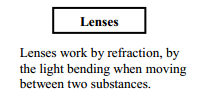 Lenses
Lenses work by refraction, by
the light bending when moving
between two substances.